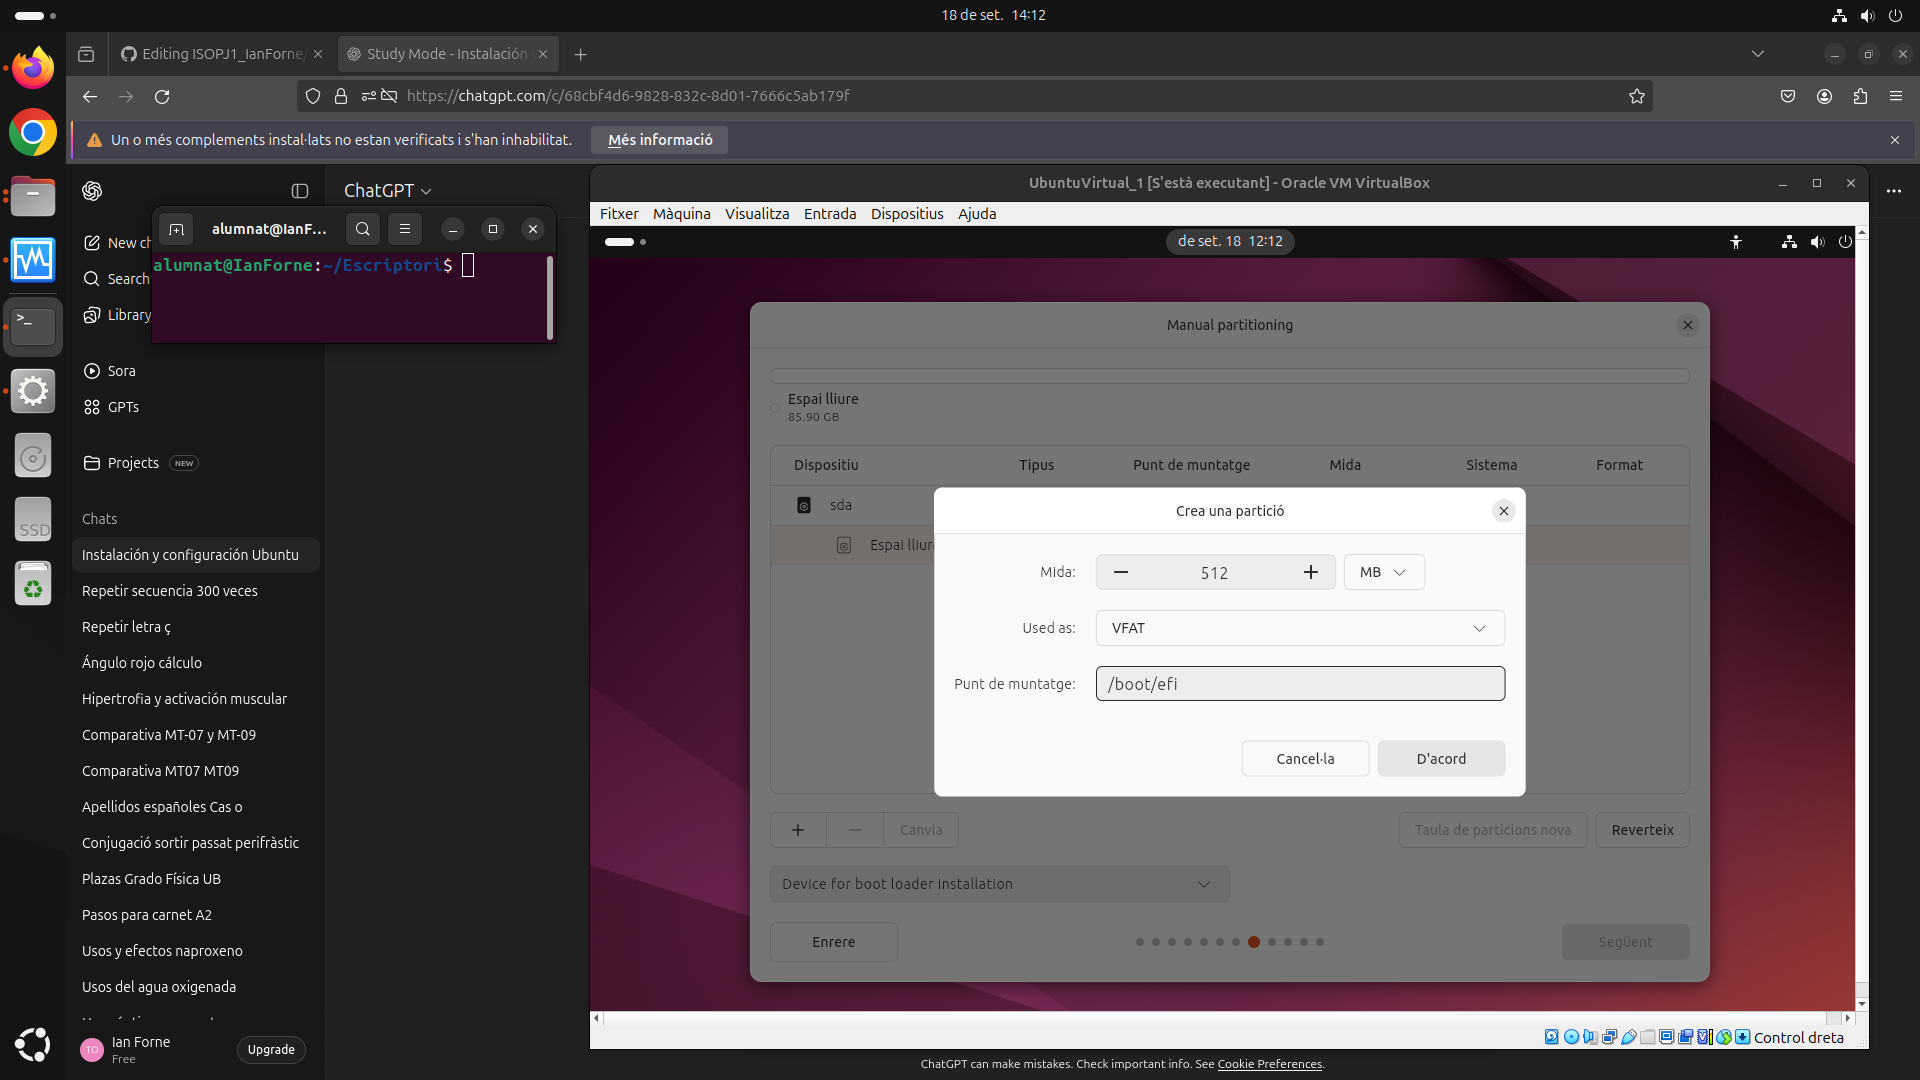 18 de set. 14:12
Editing ISOPJ1_IanForne/
Study Mode - Instalación
https://chatgpt.com/c/68cbf4d6-9828-832c-8d01-7666c5ab179f
Un o més complements instal·lats no estan verificats i s'han inhabilitat.
Més informació
ChatGPT
New ch
Search
Library
Sora
GPTs
Projects
NEW
Chats
Instalación y configuración Ubuntu
Repetir secuencia 300 veces
Repetir letra ç
Ángulo rojo cálculo
Hipertrofia y activación muscular
Comparativa MT-07 y MT-09
Comparativa MT07 MT09
Apellidos españoles Cas o
Conjugació sortir passat perifràstic
Plazas Grado Física UB
Pasos para carnet A2
Usos y efectos naproxeno
Usos del agua oxigenada
TO
Ian Forne
Free
Upgrade
SSD
alumnat@IanF...
alumnat@IanForne:~/Escriptori$
UbuntuVirtual_1 [S'està executant] - Oracle VM VirtualBox
Fitxer Màquina Visualitza Entrada Dispositius Ajuda
de set. 18 12:12
Manual partitioning
Espai lliure
85.90 GB
Dispositiu Tipus Punt de muntatge Mida Sistema Format
sda
Espai lliure
Crea una partició
Mida: 512 MB
Used as: VFAT
Punt de muntatge: /boot/efi
Cancel·la D'acord
Canvia
Taula de particions nova
Reverteix
Device for boot loader installation
Enrere
Següent
Control dreta
ChatGPT can make mistakes. Check important info. See Cookie Preferences.